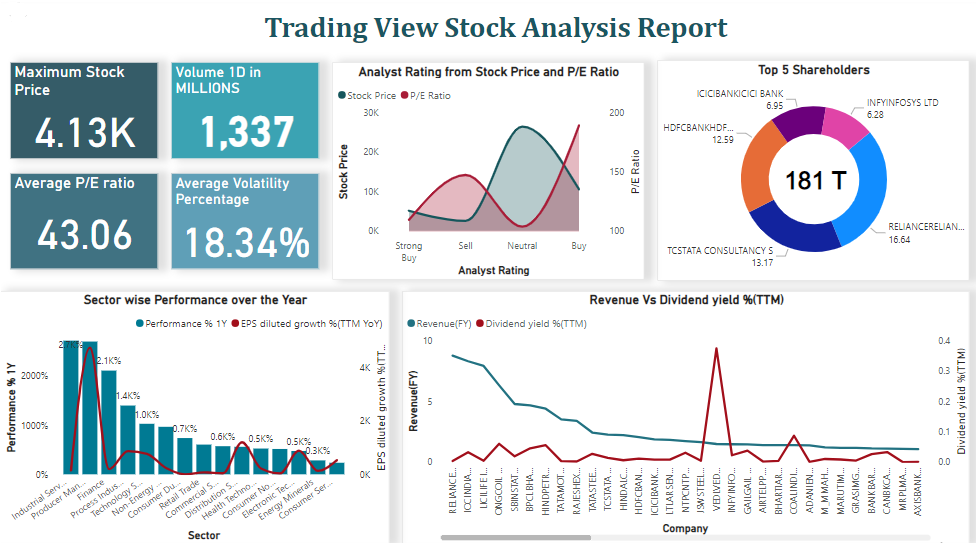 Trading View Stock Analysis Report
Maximum Stock
Price
4.13K
Volume 1D in
MILLIONS
1,337
Average P/E ratio
43.06
Average Volatility
Percentage
18.34%
Analyst Rating from Stock Price and P/E Ratio
Stock Price P/E Ratio
30K
20K
10K
0K
Stock Price
200
150
100
P/E Ratio
Strong
Buy
Sell
Neutral
Buy
Analyst Rating
Top 5 Shareholders
ICICIBANKICICI BANK
6.95
INFYINFOSYS LTD
6.28
HDFCBANKHDF...
12.59
181 T
RELIANCERELIAN...
16.64
TCSTATA CONSULTANCY S
13.17
Sector wise Performance over the Year
Performance % 1Y EPS diluted growth %(TTM YoY)
Performance % 1Y
2000%
1000%
0%
2.1K%
1.4K%
1.0K%
0.7K%
0.6K%
0.5K%
0.5K%
0.3K%
4K
2K
0K
EPS diluted growth %(TT...
Industrial Serv...
Producer Man...
Finance
Process Indus...
Technology S...
Non-Energy ...
Consumer Du...
Retail Trade
Commercial S...
Distribution S...
Health Techno...
Consumer No...
Electronic Tec...
Energy Minerals
Consumer Ser...
Sector
Revenue Vs Dividend yield %(TTM)
Revenue(FY) Dividend yield %(TTM)
Revenue(FY)
10
5
0
0.4
0.3
0.2
0.1
0.0
Dividend yield %(TTM)
RELIANCE...
IOCINDIA...
LICILIFE I...
ONGCOIL ...
SBINSTAT...
BPCLBHA...
HINDPETR...
TATAMOT...
RAJESHEX...
TATASTEE...
TCSTATA ...
HINDALC...
HDFCBAN...
ICICIBANK...
LTLARSEN...
NTPCNTP...
JSWSTEEL...
VEDLVED...
INFYINFO...
GAILGAIL ...
AIRTELPP...
BHARTIAR...
COALINDI...
ADANIEN...
M_MMAH...
MARUTIM...
GRASIMG...
BANKBAR...
CANBKCA...
MRPLMA...
AXISBANK...
Company